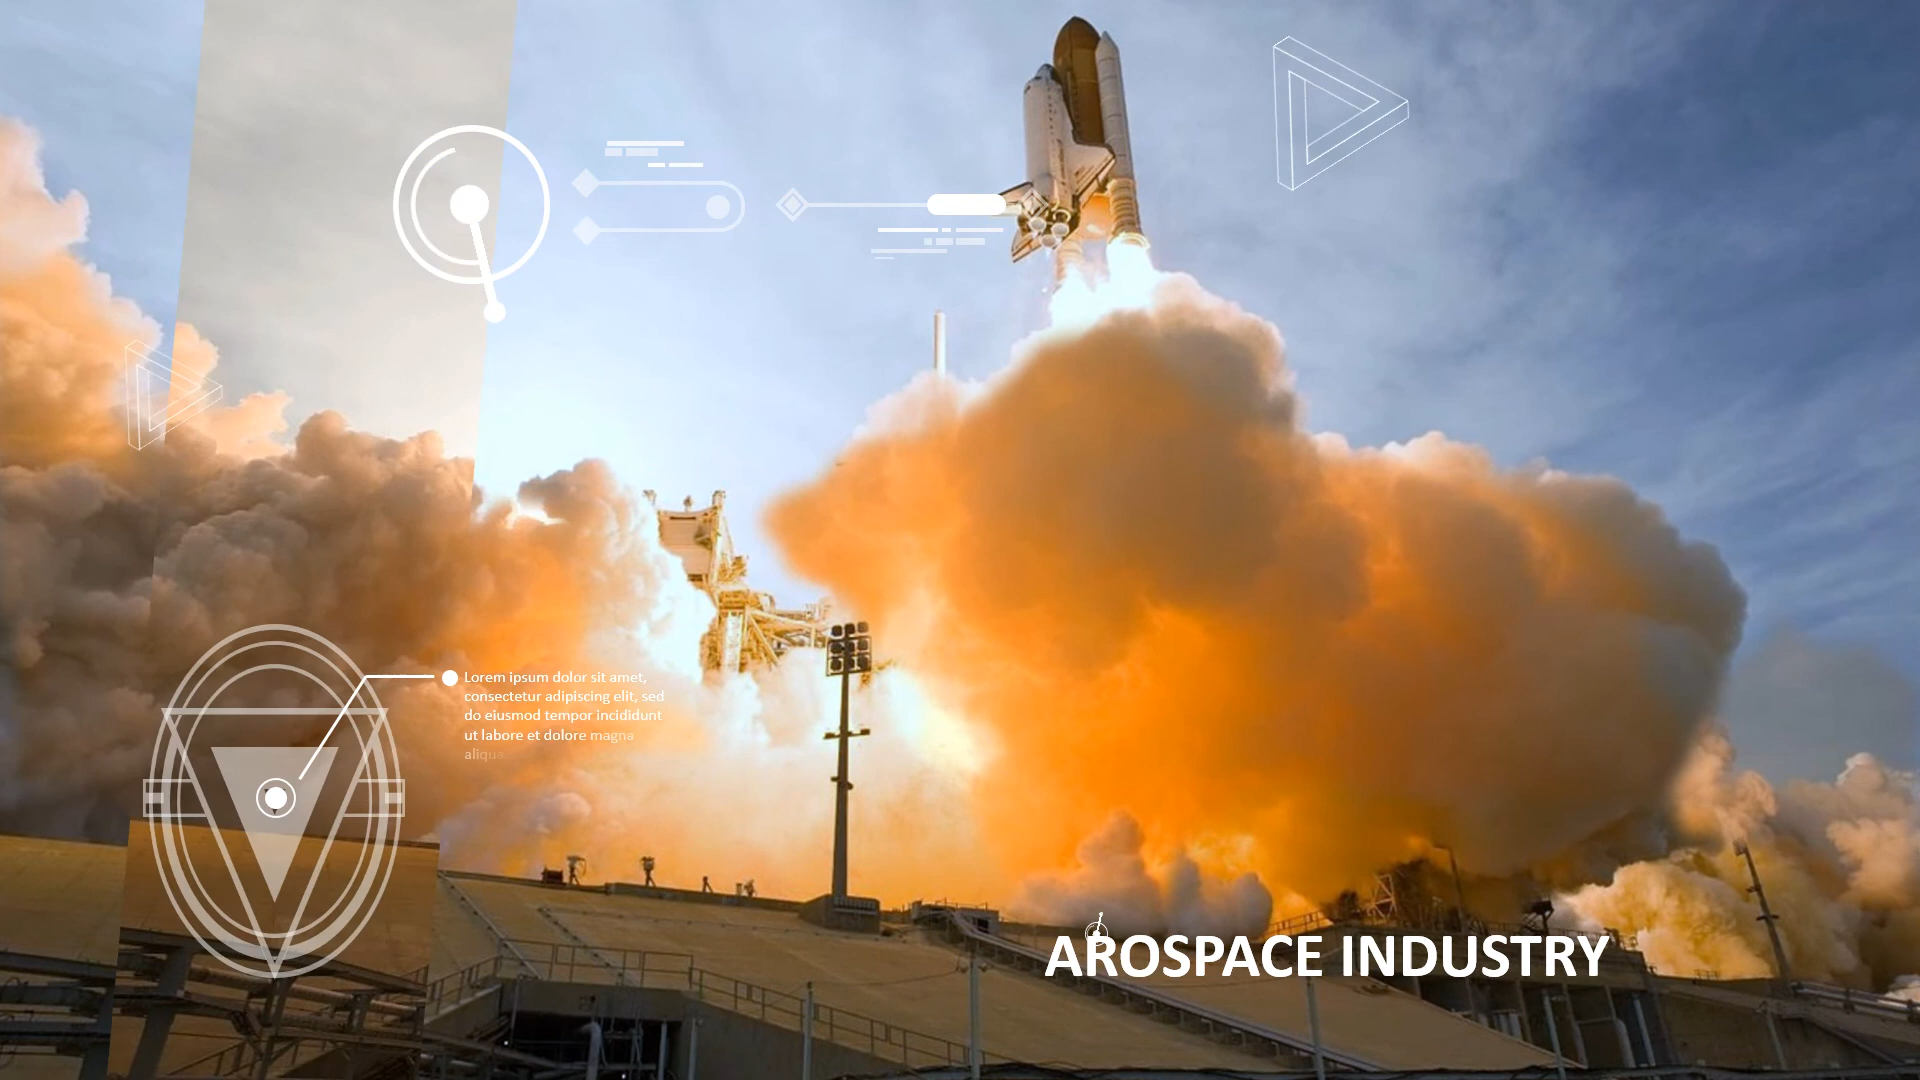 Lorem ipsum dolor sit amet,
consectetur adipiscing elit, sed
do eiusmod tempor incididunt
ut labore et dolore magna
aliqua.
AROSPACE INDUSTRY